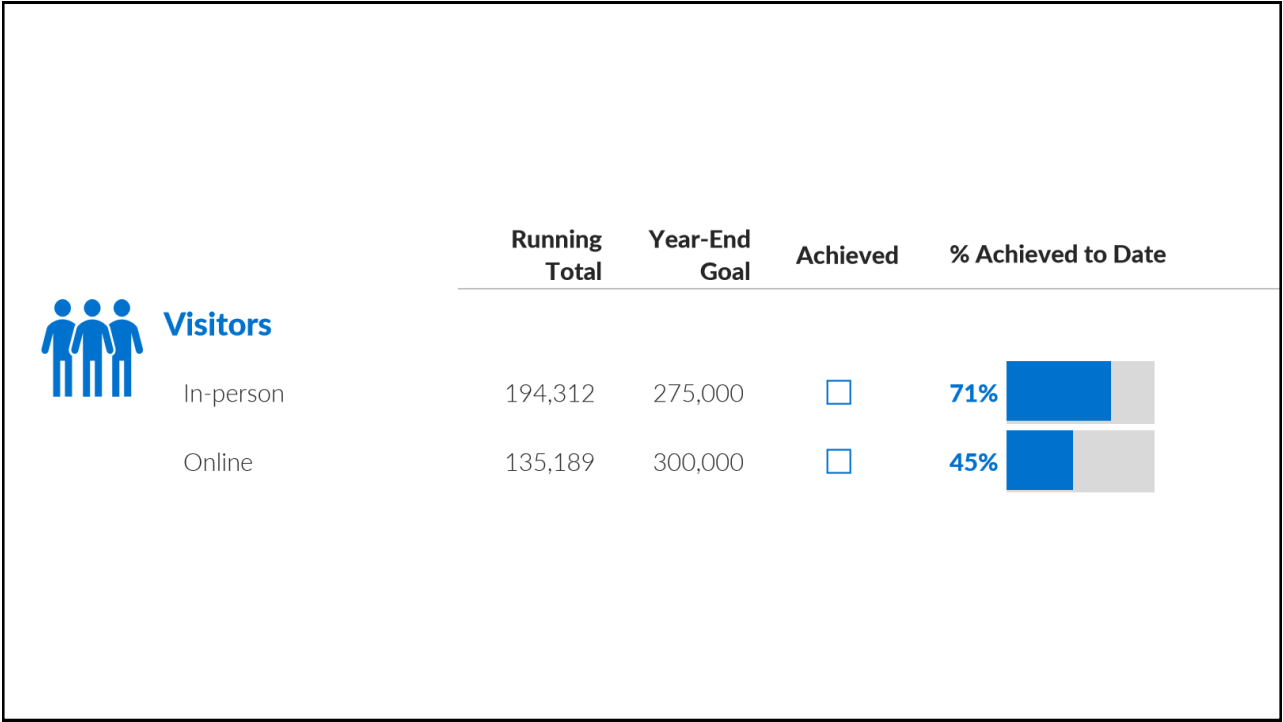 Running Total Year-End Goal Achieved % Achieved to Date
Visitors
In-person 194,312 275,000 71%
Online 135,189 300,000 45%